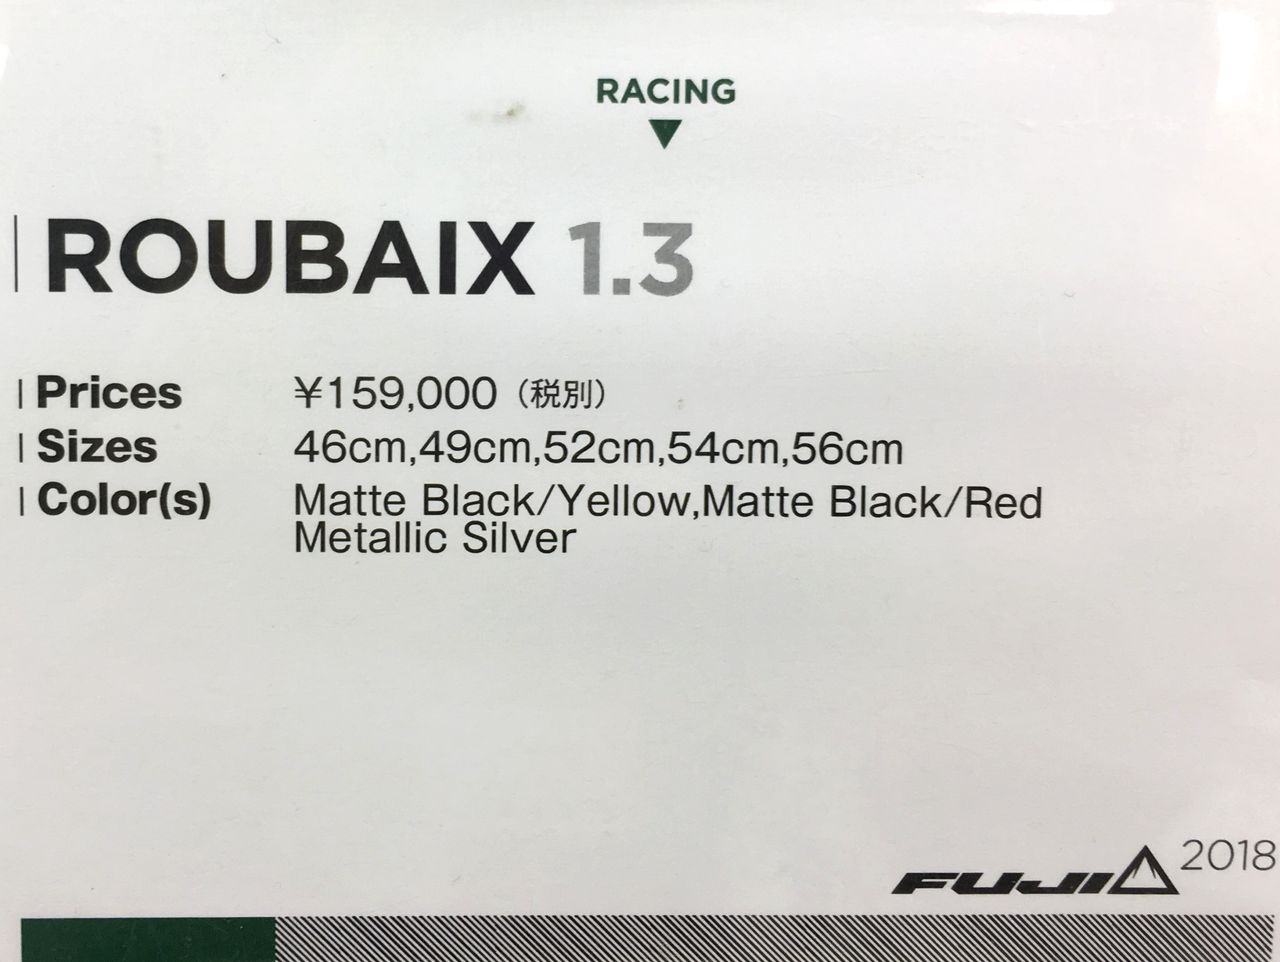 RACING
ROUBAIX 1.3
Prices ¥159,000（税別）
Sizes 46cm,49cm,52cm,54cm,56cm
Color(s) Matte Black/Yellow,Matte Black/Red
Metallic Silver
FUJI 2018